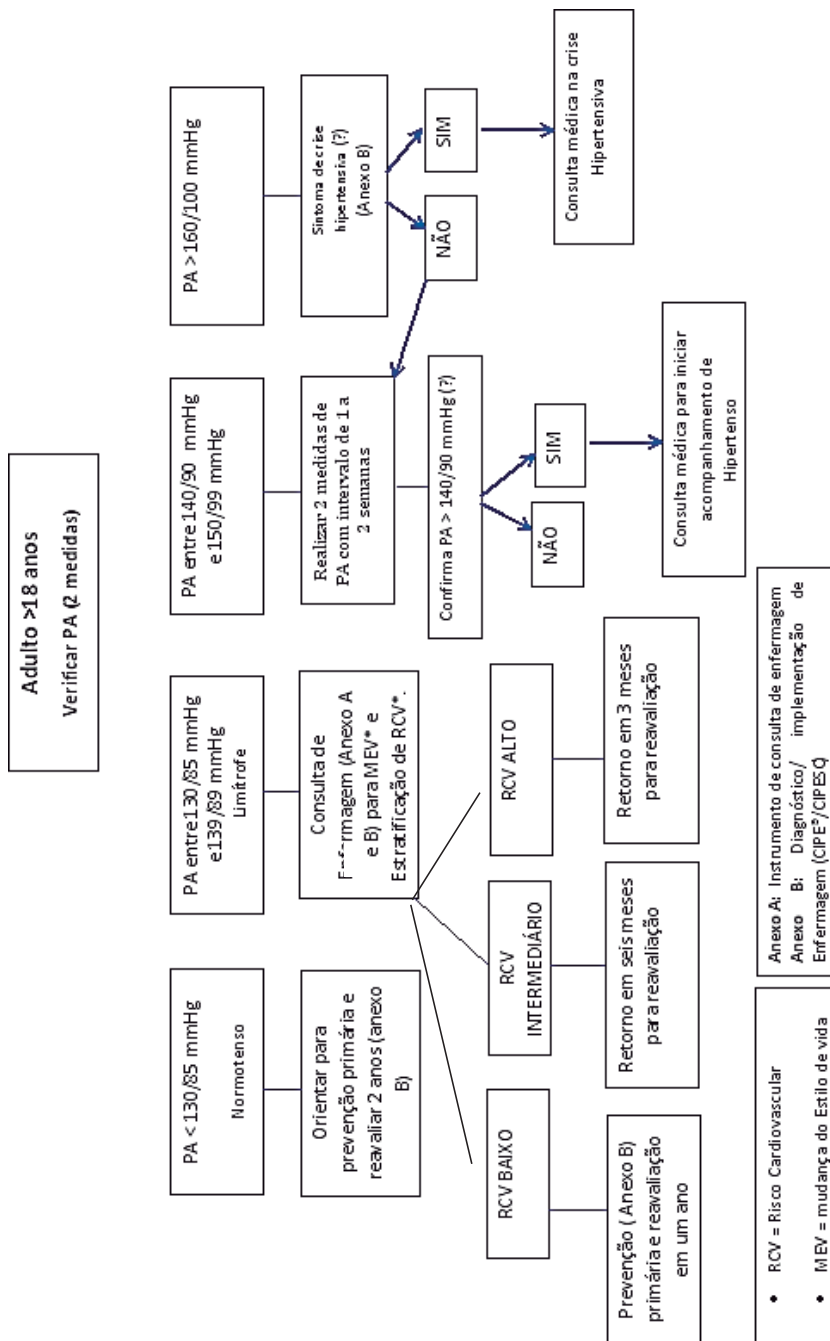 Adulto >18 anos
Verificar PA (2 medidas)
PA < 130/85 mmHg
Normotenso
Orientar para
prevenção primária e
reavaliar 2 anos (anexo
B)
PA entre 130/85 mmHg
e 139/89 mmHg
Limítrofe
Consulta de
(Anexo A
e B) para MEV* e
Estratificação de RCV*.
RCV BAIXO
Prevenção ( Anexo B)
primária e reavaliação
em um ano
RCV
INTERMEDIÁRIO
Retorno em seis meses
para reavaliação
RCV ALTO
Retorno em 3 meses
para reavaliação
PA entre 140/90 mmHg
e 150/99 mmHg
Realizar 2 medidas de
PA com intervalo de 1 a
2 semanas
Confirma PA > 140/90 mmHg (?)
NÃO
SIM
Consulta médica para iniciar
acompanhamento de
Hipertenso
PA > 160/100 mmHg
Sintoma de crise
hipertensiva (?)
(Anexo B)
NÃO
SIM
Consulta médica na crise
Hipertensiva
• RCV = Risco Cardiovascular
• MEV = mudança do Estilo de vida
Anexo A: Instrumento de consulta de enfermagem
Anexo B: Diagnóstico/ implementação de
Enfermagem (CIPE®/CIPESC)